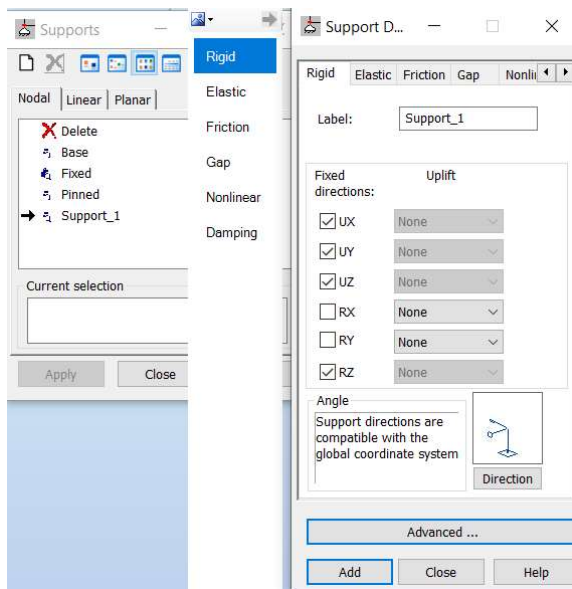 Supports
Nodal
Linear
Planar
Delete
Base
Fixed
Pinned
Support_1
Current selection
Apply
Close
Rigid
Elastic
Friction
Gap
Nonlinear
Damping
Support D...
Rigid
Elastic
Friction
Gap
Label:
Support_1
Fixed directions:
Uplift
UX
None
UY
None
UZ
None
RX
None
RY
None
RZ
None
Angle
Support directions are
compatible with the
global coordinate system
Direction
Advanced ...
Add
Close
Help